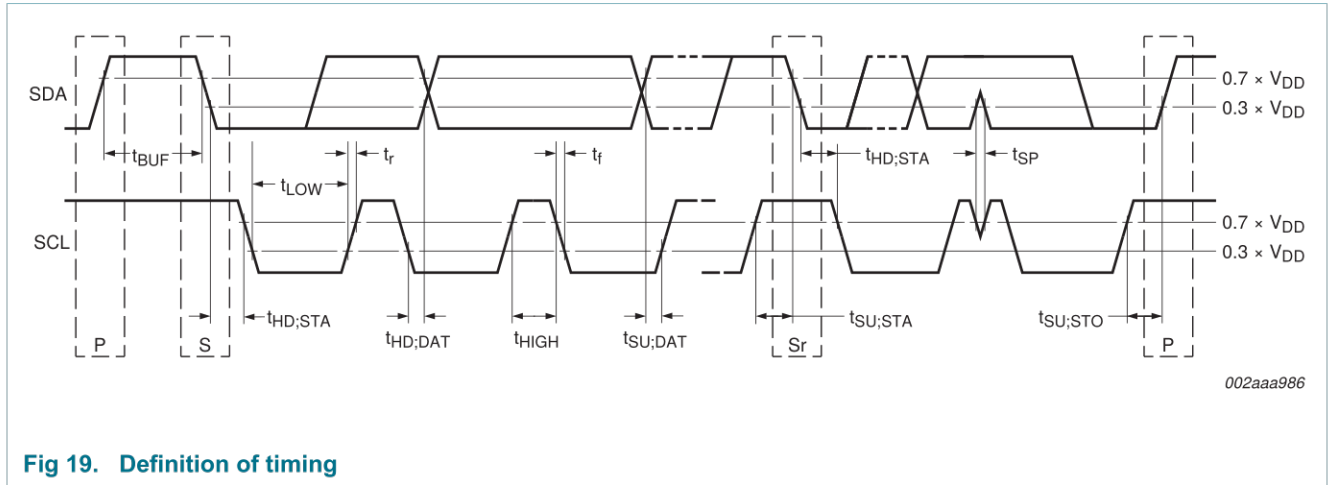 SDA
0.7 × VDD
0.3 × VDD
tBUF
tr
tf
tHD;STA
tSP
tLOW
SCL
0.7 × VDD
0.3 × VDD
tHD;STA
tHD;DAT
tHIGH
tSU;DAT
tSU;STA
tSU;STO
P
S
Sr
P
002aaa986
Fig 19. Definition of timing